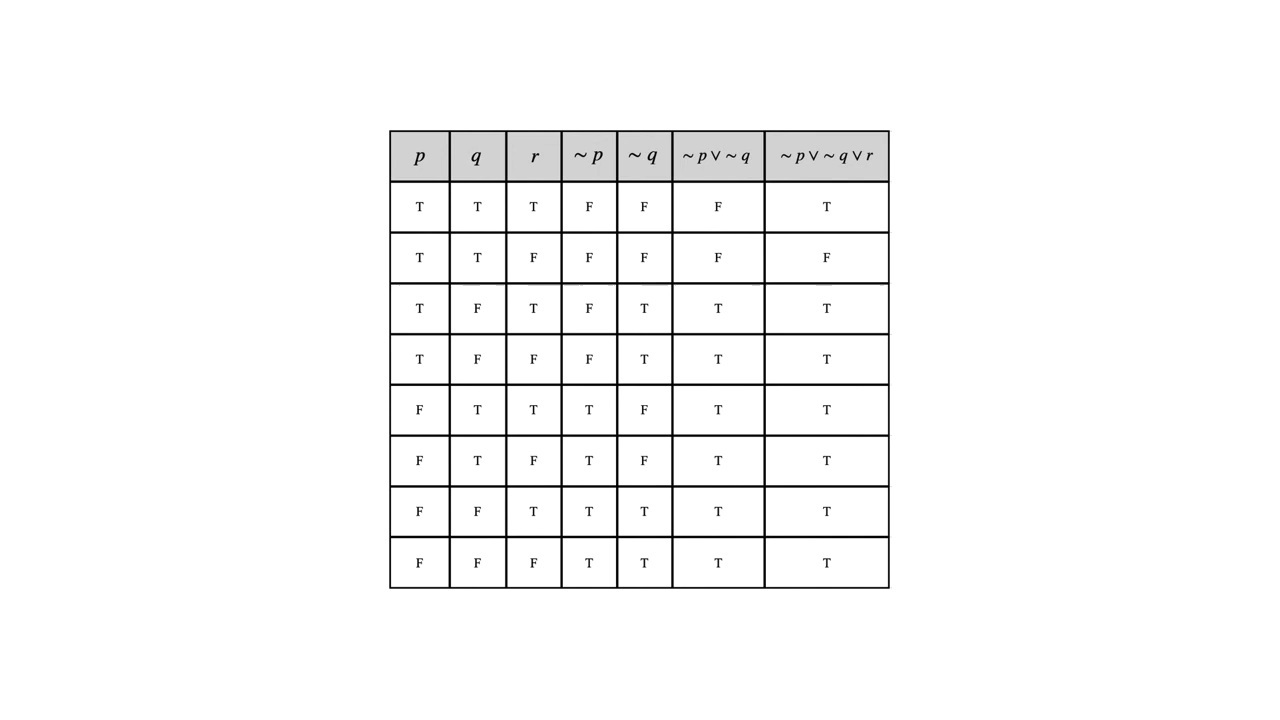 p q r ~ p ~ q ~ p ∨ ~ q ~ p ∨ ~ q ∨ r
T T T F F F T
T T F F F F F
T F T F T T T
T F F F T T T
F T T T F T T
F T F T F T T
F F T T T T T
F F F T T T T